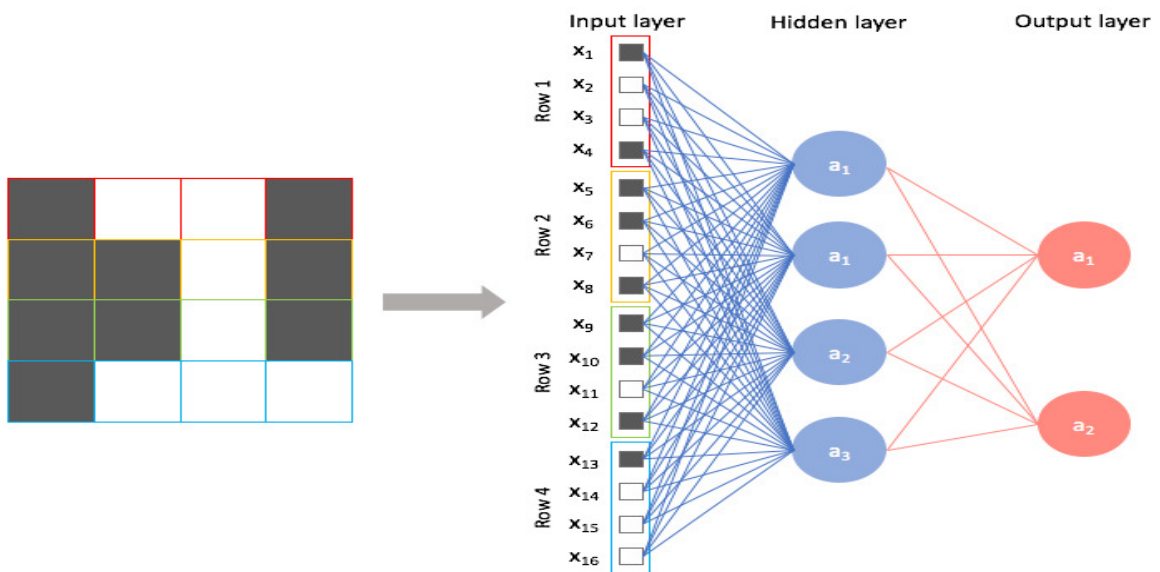 Input layer
Hidden layer
Output layer
Row 1
x1
x2
x3
x4
Row 2
x5
x6
x7
x8
Row 3
x9
x10
x11
x12
Row 4
x13
x14
x15
x16
a1
a1
a2
a3
a1
a2